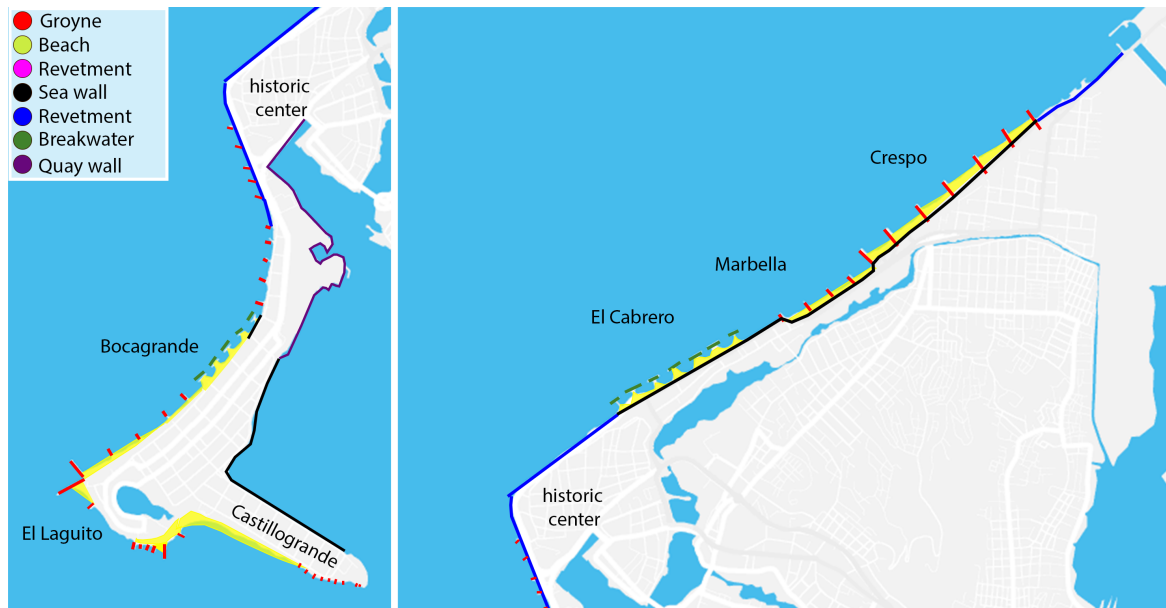 Groyne
Beach
Revetment
Sea wall
Revetment
Breakwater
Quay wall
historic
center
Bocagrande
El Laguito
Castillogrande
Crespo
Marbella
El Cabrero
historic
center